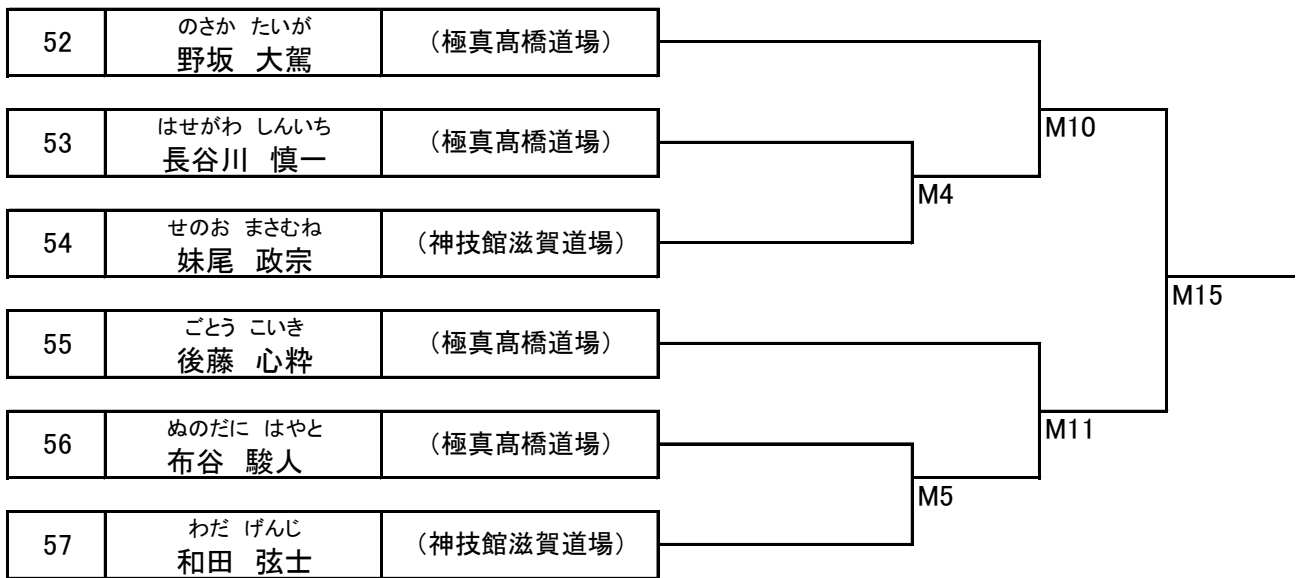 52
のさか たいが
野坂 大駕
（極真髙橋道場）
53
はせがわ しんいち
長谷川 慎一
（極真髙橋道場）
54
せのお まさむね
妹尾 政宗
（神技館滋賀道場）
55
ごとう こいき
後藤 心粋
（極真髙橋道場）
56
ぬのだに はやと
布谷 駿人
（極真髙橋道場）
57
わだ げんじ
和田 弦士
（神技館滋賀道場）
M10
M4
M15
M11
M5